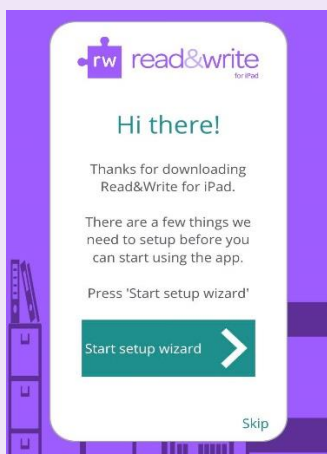 rw read&write
for iPad
Hi there!
Thanks for downloading
Read&Write for iPad.
There are a few things we
need to setup before you
can start using the app.
Press 'Start setup wizard'
Start setup wizard
Skip